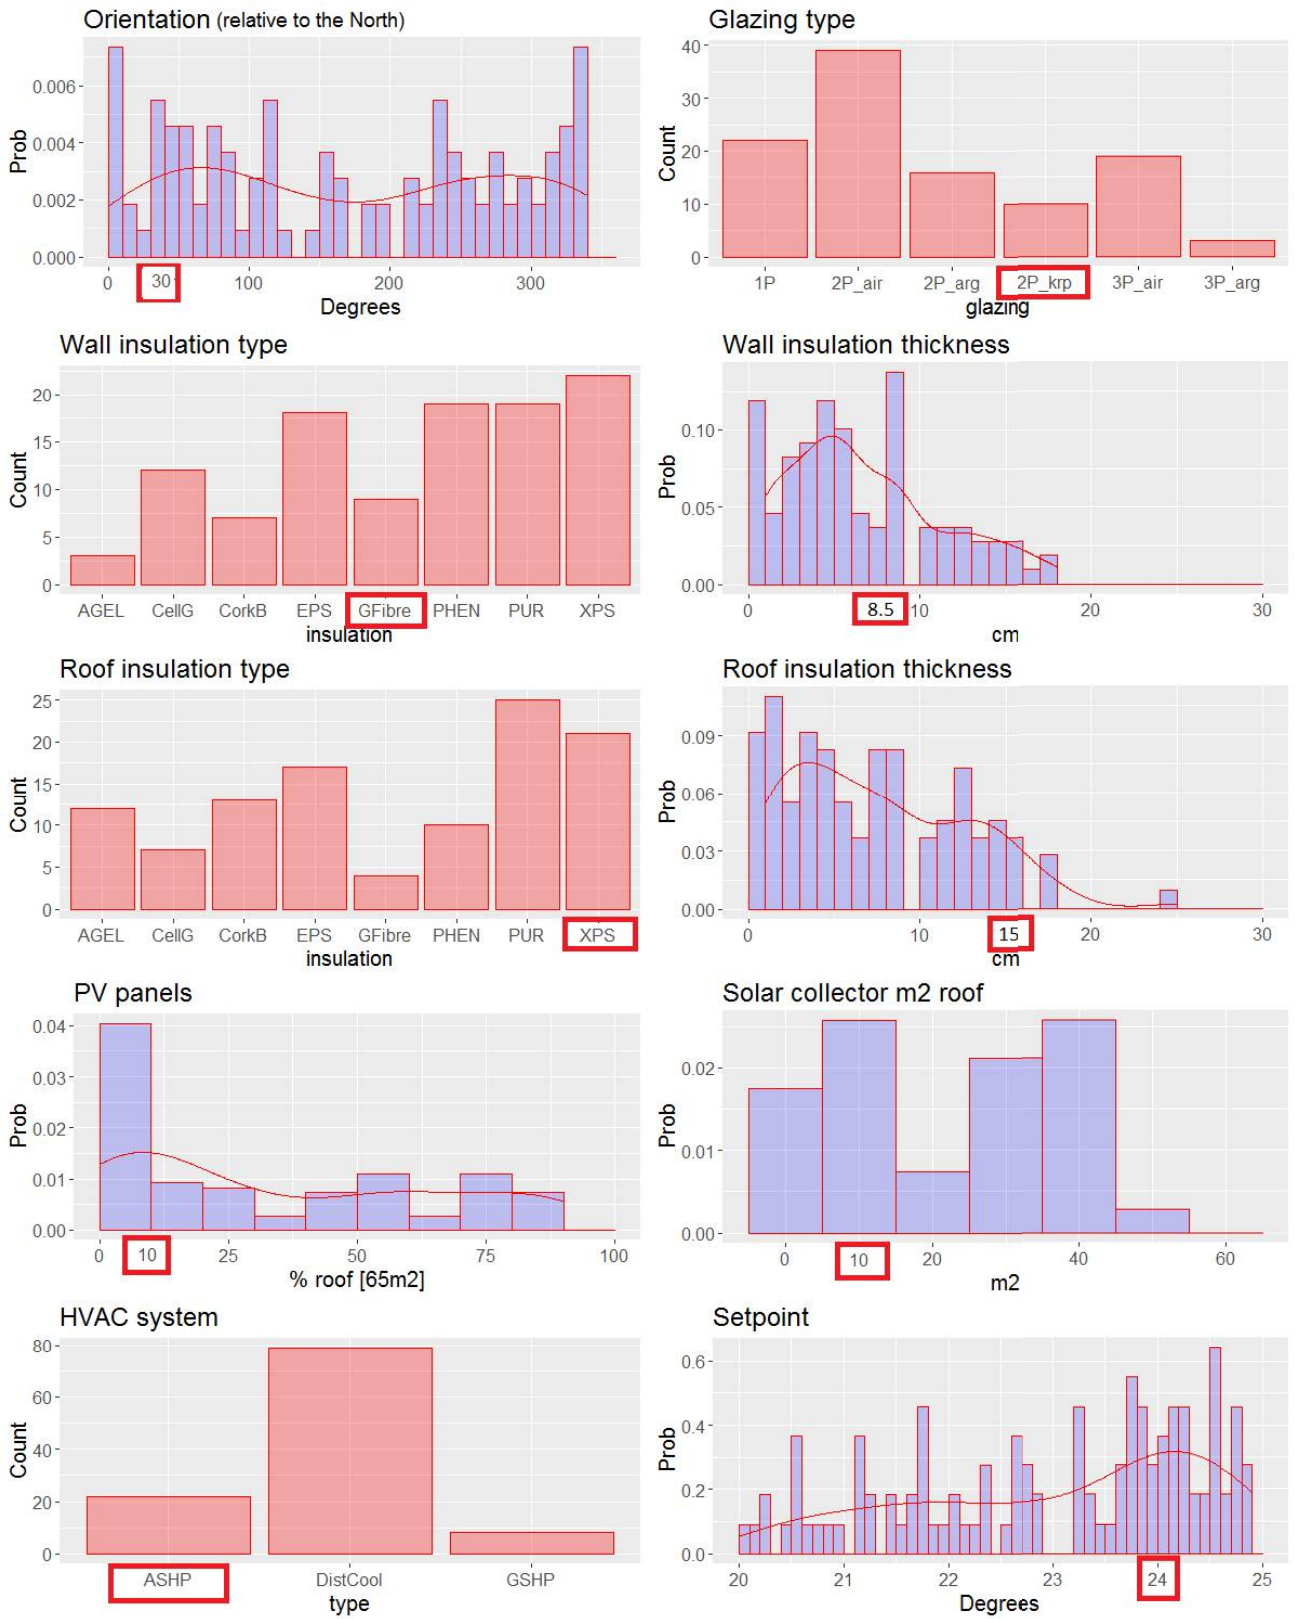 Orientation (relative to the North)
Prob
0.006
0.004
0.002
0.000
0 30 100 200 300
Degrees
Glazing type
Count
40
30
20
10
0
1P 2P_air 2P_arg 2P_krp 3P_air 3P_arg
glazing
Wall insulation type
Count
20
15
10
5
0
AGEL CellG CorkB EPS GFibre PHEN PUR XPS
insulation
Wall insulation thickness
Prob
0.10
0.05
0.00
0 8.5 10 20 30
cm
Roof insulation type
Count
25
20
15
10
5
0
AGEL CellG CorkB EPS GFibre PHEN PUR XPS
insulation
Roof insulation thickness
Prob
0.09
0.06
0.03
0.00
0 10 15 20 30
cm
PV panels
Prob
0.04
0.03
0.02
0.01
0.00
0 10 25 50 75 100
% roof [65m2]
Solar collector m2 roof
Prob
0.02
0.01
0.00
0 10 20 40 60
m2
HVAC system
Count
80
60
40
20
0
ASHP DistCool GSHP
type
Setpoint
Prob
0.6
0.4
0.2
0.0
20 21 22 23 24 25
Degrees